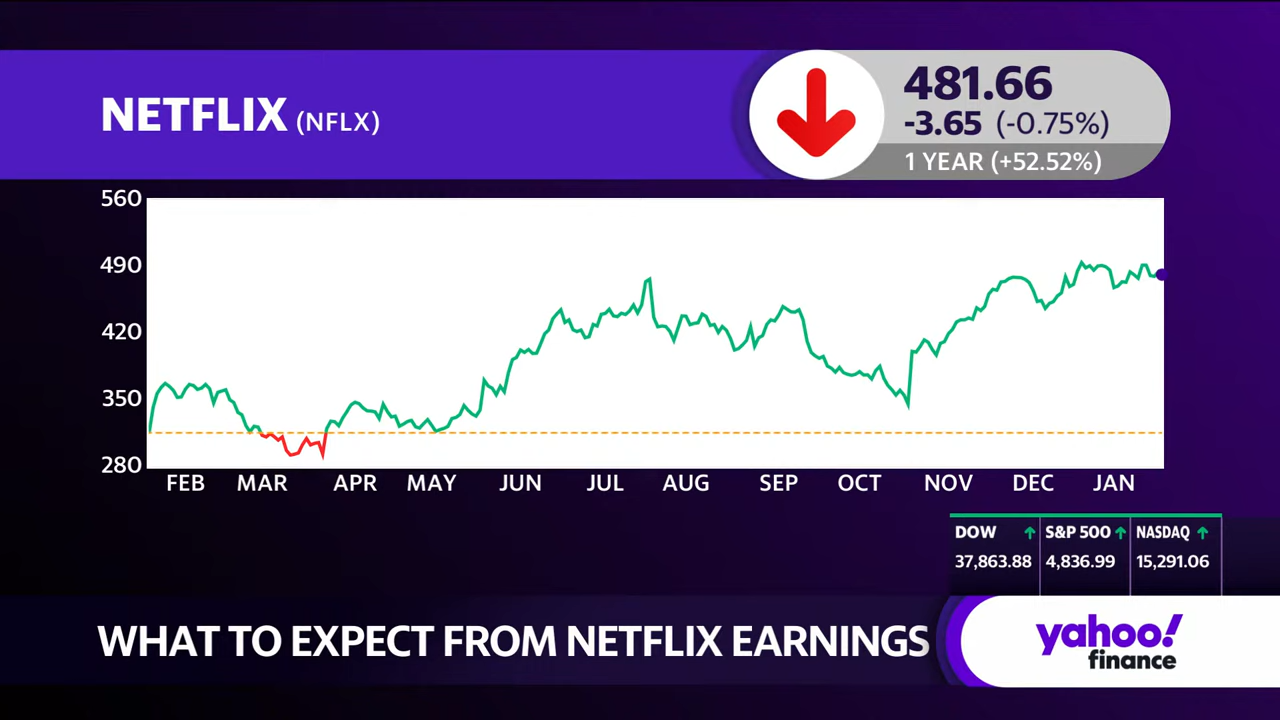 NETFLIX (NFLX)
481.66
-3.65 (-0.75%)
1 YEAR (+52.52%)
560
490
420
350
280
FEB MAR APR MAY JUN JUL AUG SEP OCT NOV DEC JAN
DOW S&P 500 NASDAQ
37,863.88 4,836.99 15,291.06
WHAT TO EXPECT FROM NETFLIX EARNINGS
yahoo!
finance